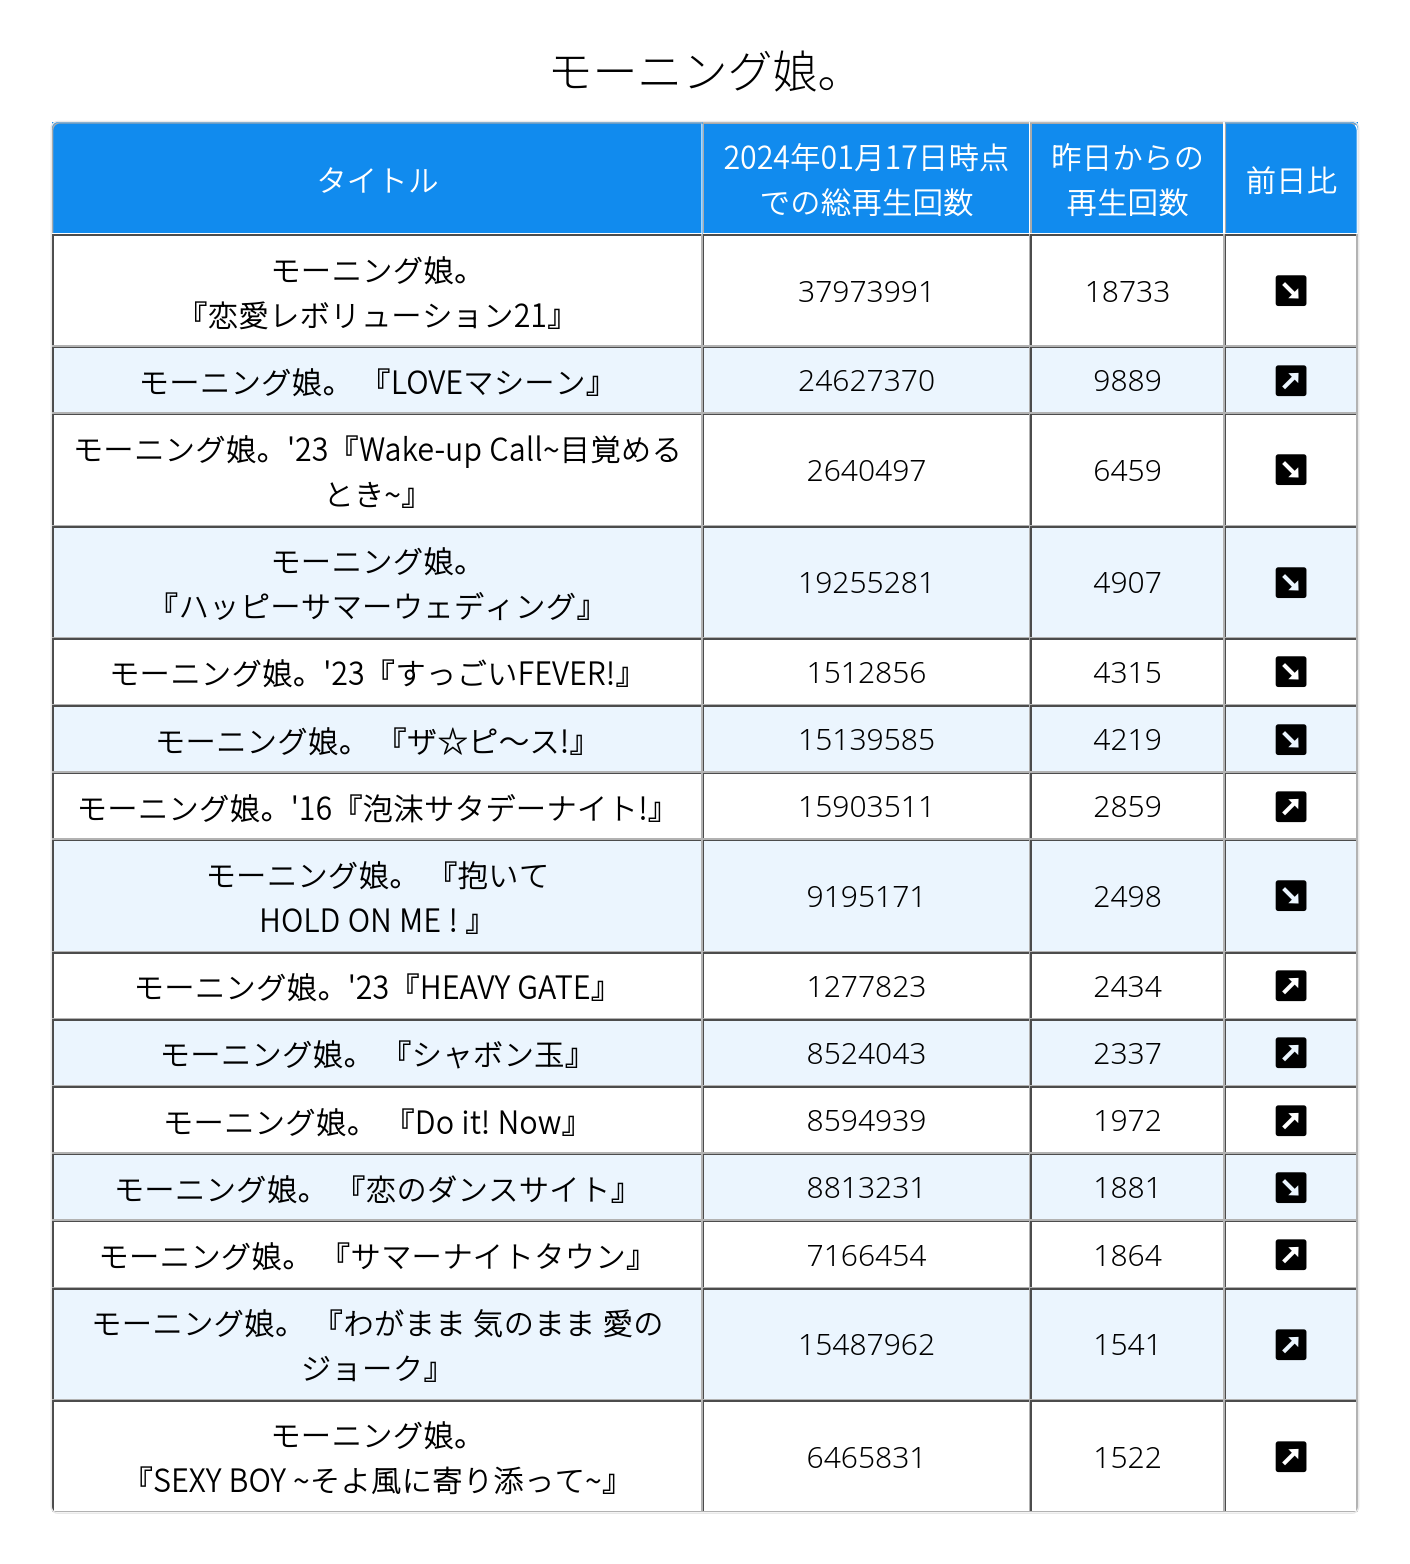 モーニング娘。
タイトル
2024年01月17日時点
での総再生回数
昨日からの
再生回数
前日比
モーニング娘。
『恋愛レボリューション21』
37973991
18733
モーニング娘。 『LOVEマシーン』
24627370
9889
モーニング娘。'23『Wake-up Call~目覚める
とき~』
2640497
6459
モーニング娘。
『ハッピーサマーウェディング』
19255281
4907
モーニング娘。'23『すっごいFEVER!』
1512856
4315
モーニング娘。 『ザ☆ピ〜ス!』
15139585
4219
モーニング娘。'16『泡沫サタデーナイト!』
15903511
2859
モーニング娘。 『抱いて
HOLD ON ME ! 』
9195171
2498
モーニング娘。'23『HEAVY GATE』
1277823
2434
モーニング娘。 『シャボン玉』
8524043
2337
モーニング娘。 『Do it! Now』
8594939
1972
モーニング娘。 『恋のダンスサイト』
8813231
1881
モーニング娘。 『サマーナイトタウン』
7166454
1864
モーニング娘。 『わがまま 気のまま 愛の
ジョーク』
15487962
1541
モーニング娘。
『SEXY BOY ~そよ風に寄り添って~』
6465831
1522